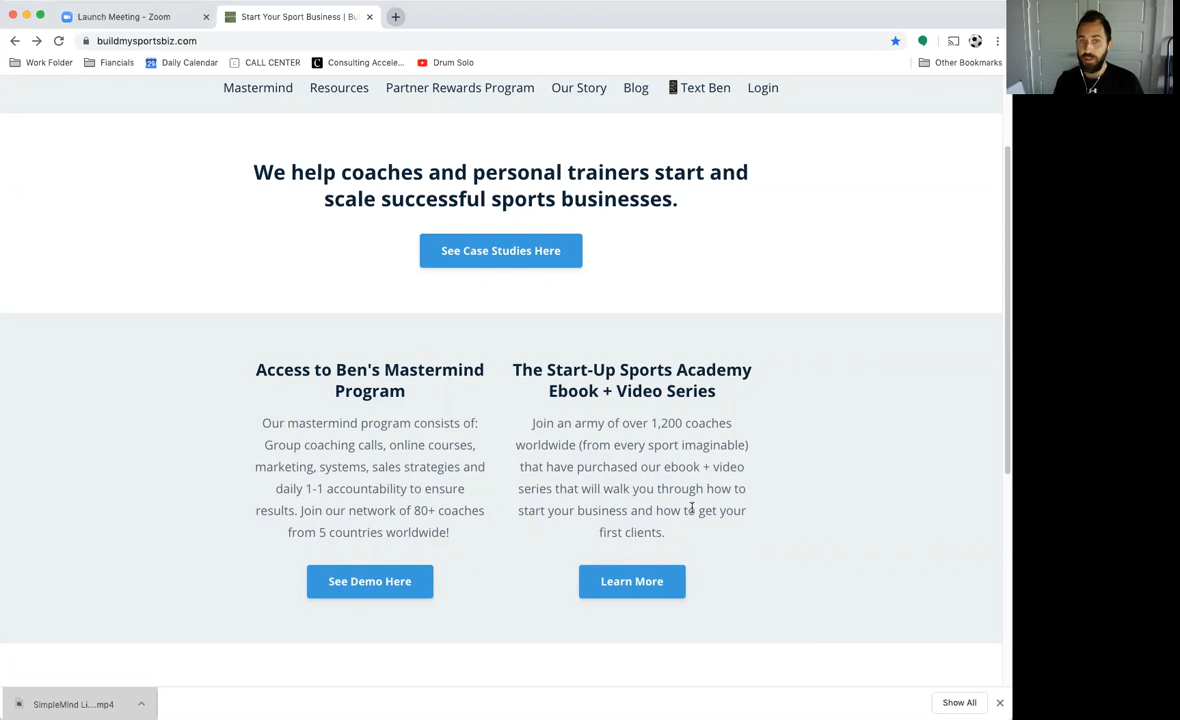 Launch Meeting - Zoom
Start Your Sport Business | Bu
buildmysportsbiz.com
Work Folder
Fiancials
Daily Calendar
CALL CENTER
Consulting Accele...
Drum Solo
Other Bookmarks
Mastermind
Resources
Partner Rewards Program
Our Story
Blog
Text Ben
Login
We help coaches and personal trainers start and
scale successful sports businesses.
See Case Studies Here
Access to Ben's Mastermind
Program
Our mastermind program consists of:
Group coaching calls, online courses,
marketing, systems, sales strategies and
daily 1-1 accountability to ensure
results. Join our network of 80+ coaches
from 5 countries worldwide!
See Demo Here
The Start-Up Sports Academy
Ebook + Video Series
Join an army of over 1,200 coaches
worldwide (from every sport imaginable)
that have purchased our ebook + video
series that will walk you through how to
start your business and how to get your
first clients.
Learn More
SimpleMind Li....mp4
Show All